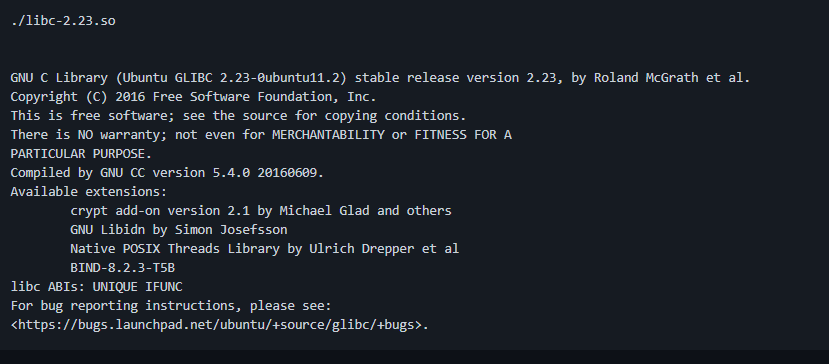 ./libc-2.23.so
GNU C Library (Ubuntu GLIBC 2.23-0ubuntu11.2) stable release version 2.23, by Roland McGrath et al.
Copyright (C) 2016 Free Software Foundation, Inc.
This is free software; see the source for copying conditions.
There is NO warranty; not even for MERCHANTABILITY or FITNESS FOR A
PARTICULAR PURPOSE.
Compiled by GNU CC version 5.4.0 20160609.
Available extensions:
crypt add-on version 2.1 by Michael Glad and others
GNU Libidn by Simon Josefsson
Native POSIX Threads Library by Ulrich Drepper et al
BIND-8.2.3-T5B
libc ABIs: UNIQUE IFUNC
For bug reporting instructions, please see:
<https://bugs.launchpad.net/ubuntu/+source/glibc/+bugs>.